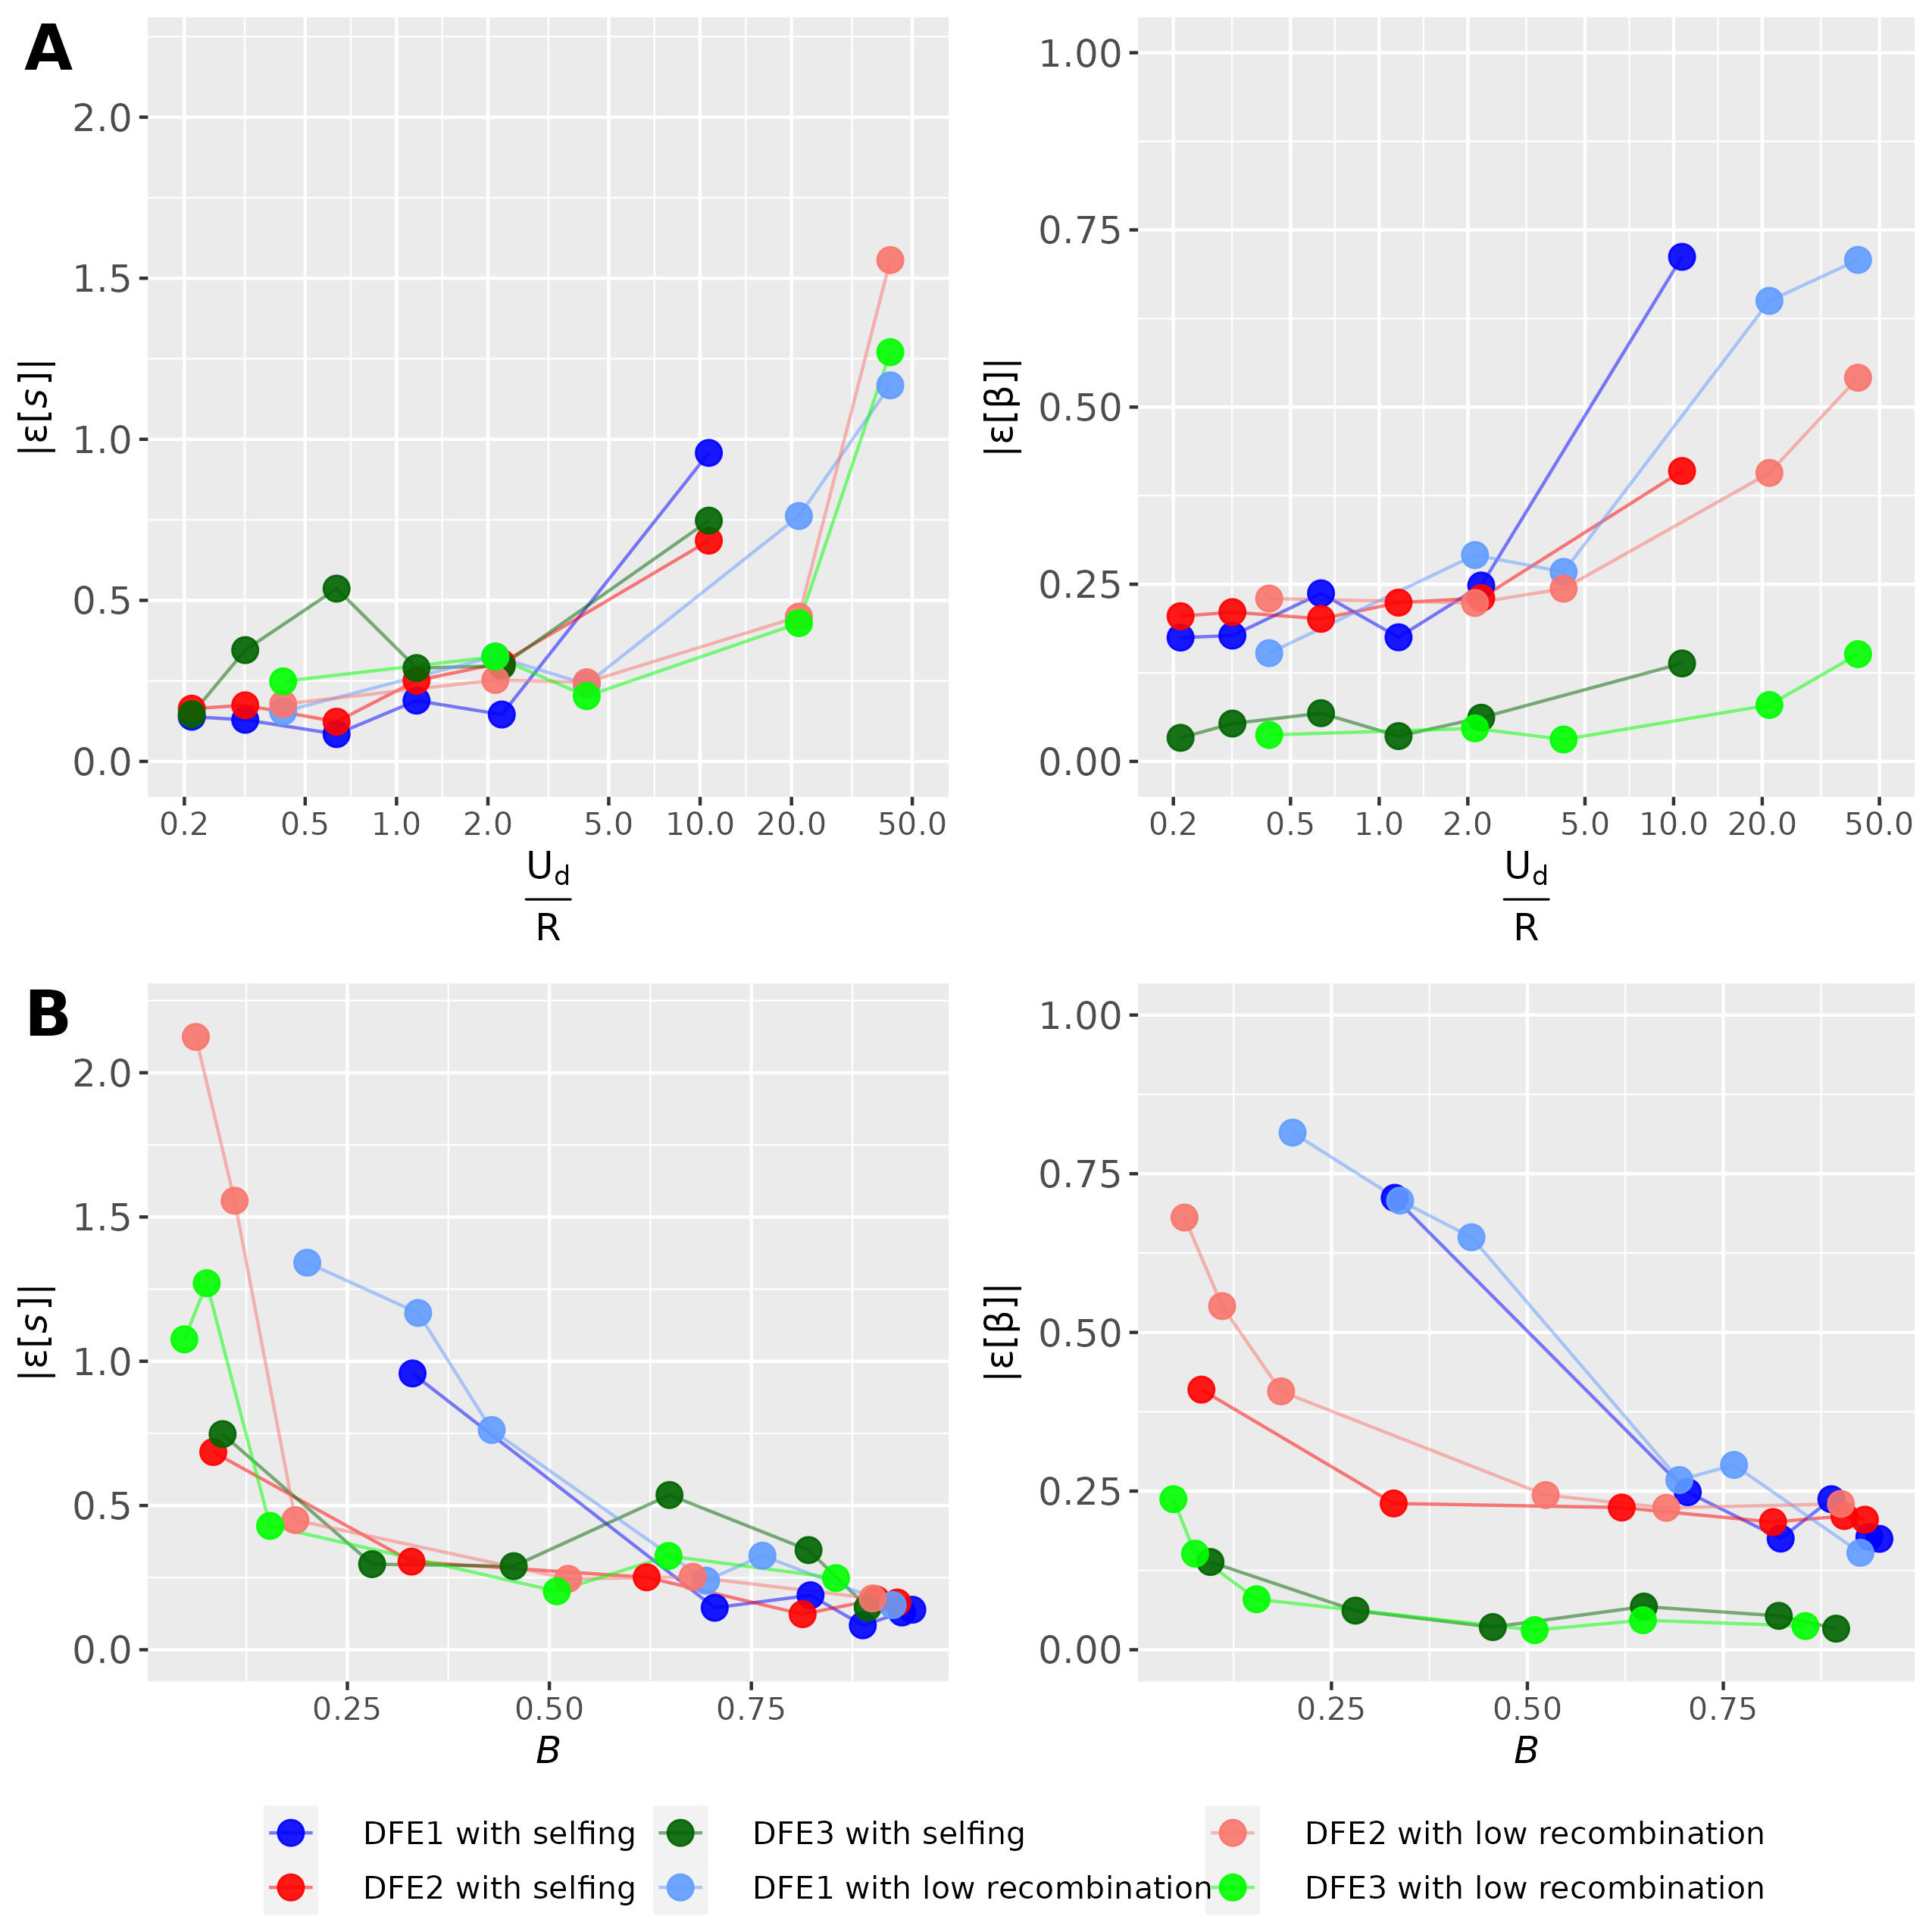 A
|ε[s]|
2.0
1.5
1.0
0.5
0.0
0.2 0.5 1.0 2.0 5.0 10.0 20.0 50.0
U_d
R
|ε[β]|
1.00
0.75
0.50
0.25
0.00
0.2 0.5 1.0 2.0 5.0 10.0 20.0 50.0
U_d
R
B
|ε[s]|
2.0
1.5
1.0
0.5
0.0
0.25 0.50 0.75
B
|ε[β]|
1.00
0.75
0.50
0.25
0.00
0.25 0.50 0.75
B
DFE1 with selfing DFE3 with selfing DFE2 with low recombination
DFE2 with selfing DFE1 with low recombination DFE3 with low recombination